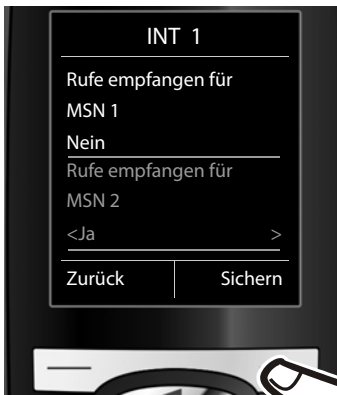 INT 1
Rufe empfangen für
MSN 1
Nein
Rufe empfangen für
MSN 2
<Ja >
Zurück Sichern